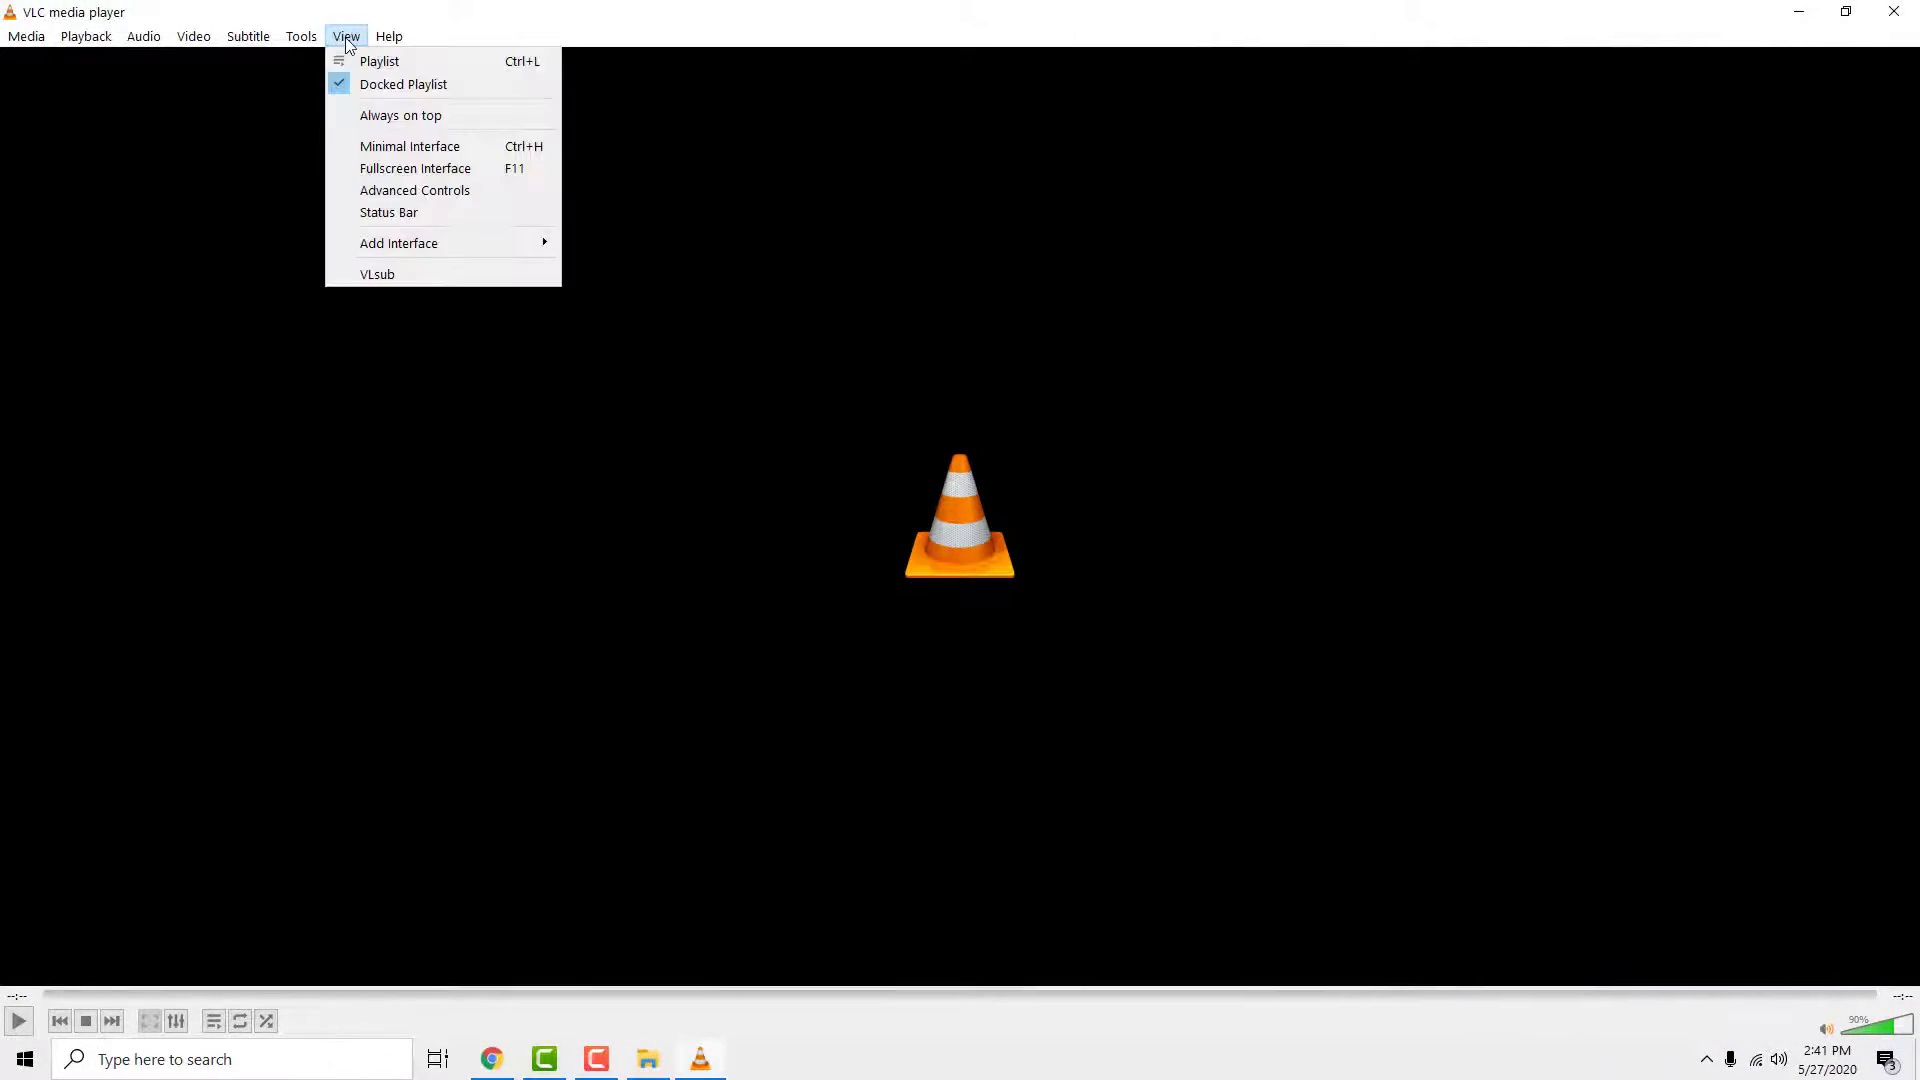 VLC media player
Media Playback Audio Video Subtitle Tools View Help
Playlist Ctrl+L
Docked Playlist
Always on top
Minimal Interface Ctrl+H
Fullscreen Interface F11
Advanced Controls
Status Bar
Add Interface
VLsub
--:-- --:--
90%
Type here to search
2:41 PM
5/27/2020
3